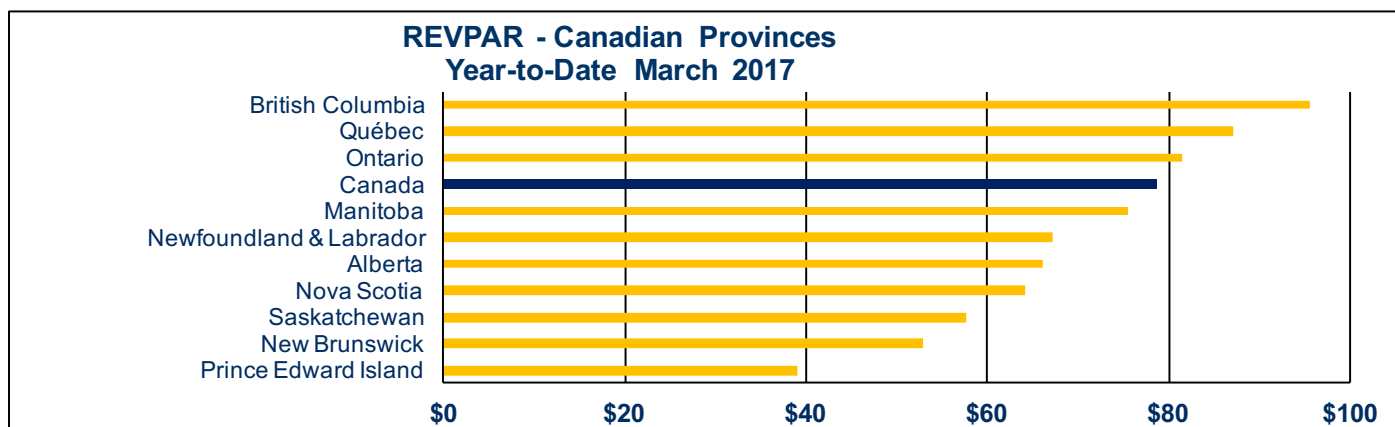 REVPAR - Canadian Provinces
Year-to-Date March 2017
British Columbia
Québec
Ontario
Canada
Manitoba
Newfoundland & Labrador
Alberta
Nova Scotia
Saskatchewan
New Brunswick
Prince Edward Island
$0 $20 $40 $60 $80 $100